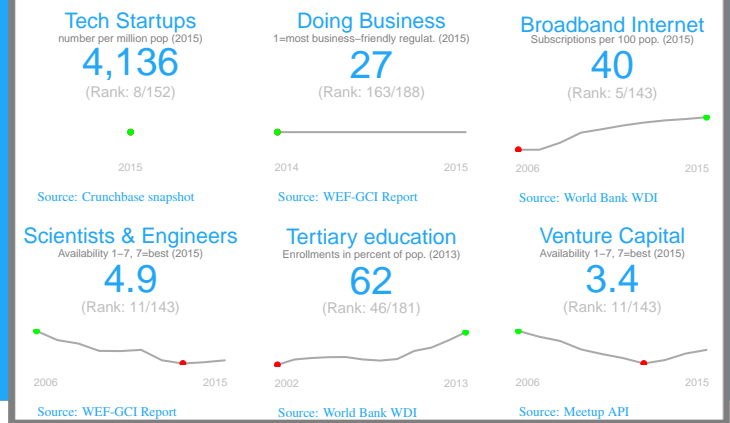 Tech Startups
number per million pop (2015)
4,136
(Rank: 8/152)
2015
Source: Crunchbase snapshot
Doing Business
1=most business−friendly regulat. (2015)
27
(Rank: 163/188)
2014 2015
Source: WEF-GCI Report
Broadband Internet
Subscriptions per 100 pop. (2015)
40
(Rank: 5/143)
2006 2015
Source: World Bank WDI
Scientists & Engineers
Availability 1−7, 7=best (2015)
4.9
(Rank: 11/143)
2006 2015
Source: WEF-GCI Report
Tertiary education
Enrollments in percent of pop. (2013)
62
(Rank: 46/181)
2002 2013
Source: World Bank WDI
Venture Capital
Availability 1−7, 7=best (2015)
3.4
(Rank: 11/143)
2006 2015
Source: Meetup API